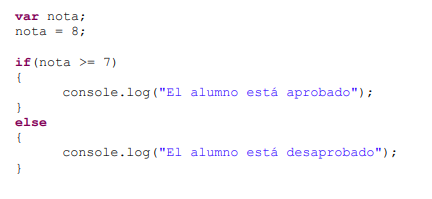 var nota;
nota = 8;
if(nota >= 7)
{
console.log("El alumno está aprobado");
}
else
{
console.log("El alumno está desaprobado");
}